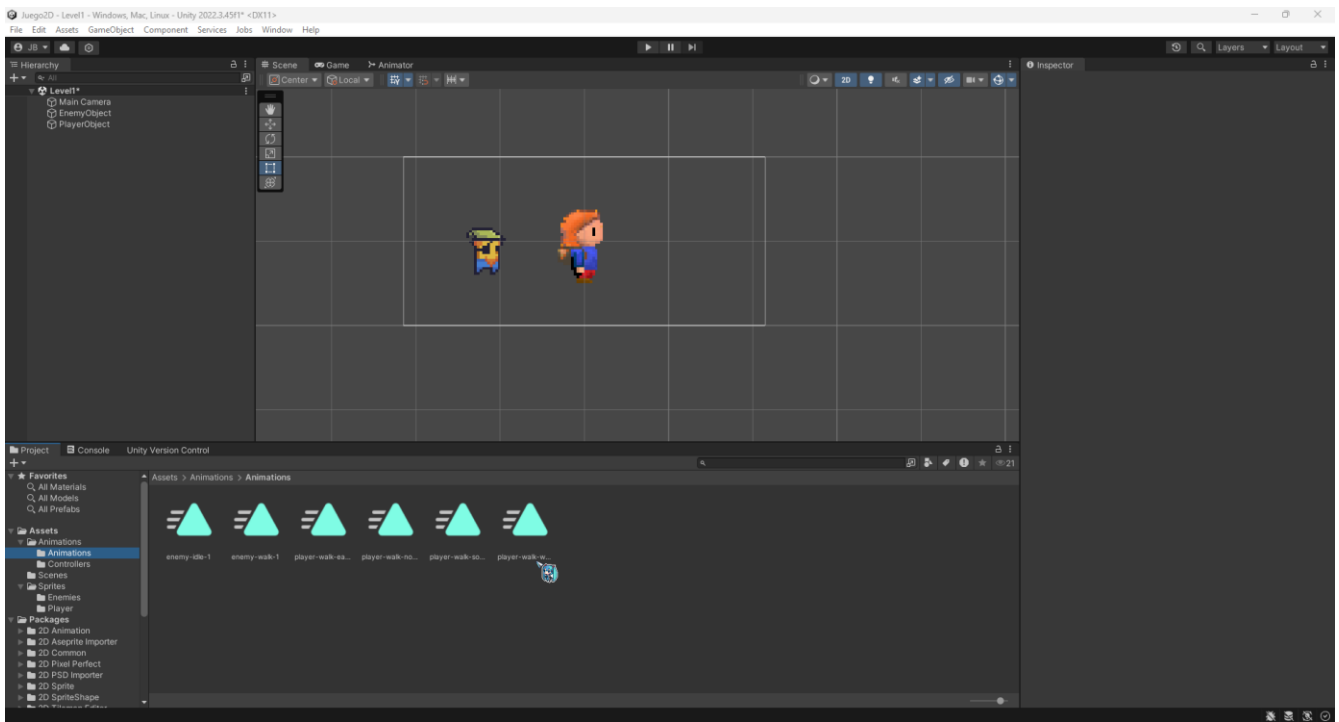 Juego2D - Level1 - Windows, Mac, Linux - Unity 2022.3.45f1* <DX11>
File Edit Assets GameObject Component Services Jobs Window Help
JB Layers Layout
Hierarchy Scene Game Animator Inspector
All Center Local 2D
Level1*
Main Camera
EnemyObject
PlayerObject
Project Console Unity Version Control
21
Favorites Assets > Animations > Animations
All Materials
All Models
All Prefabs
Assets
Animations
Animations enemy-idle-1 enemy-walk-1 player-walk-ea... player-walk-no... player-walk-so... player-walk-w...
Controllers
Scenes
Sprites
Enemies
Player
Packages
2D Animation
2D Aseprite Importer
2D Common
2D Pixel Perfect
2D PSD Importer
2D Sprite
2D SpriteShape